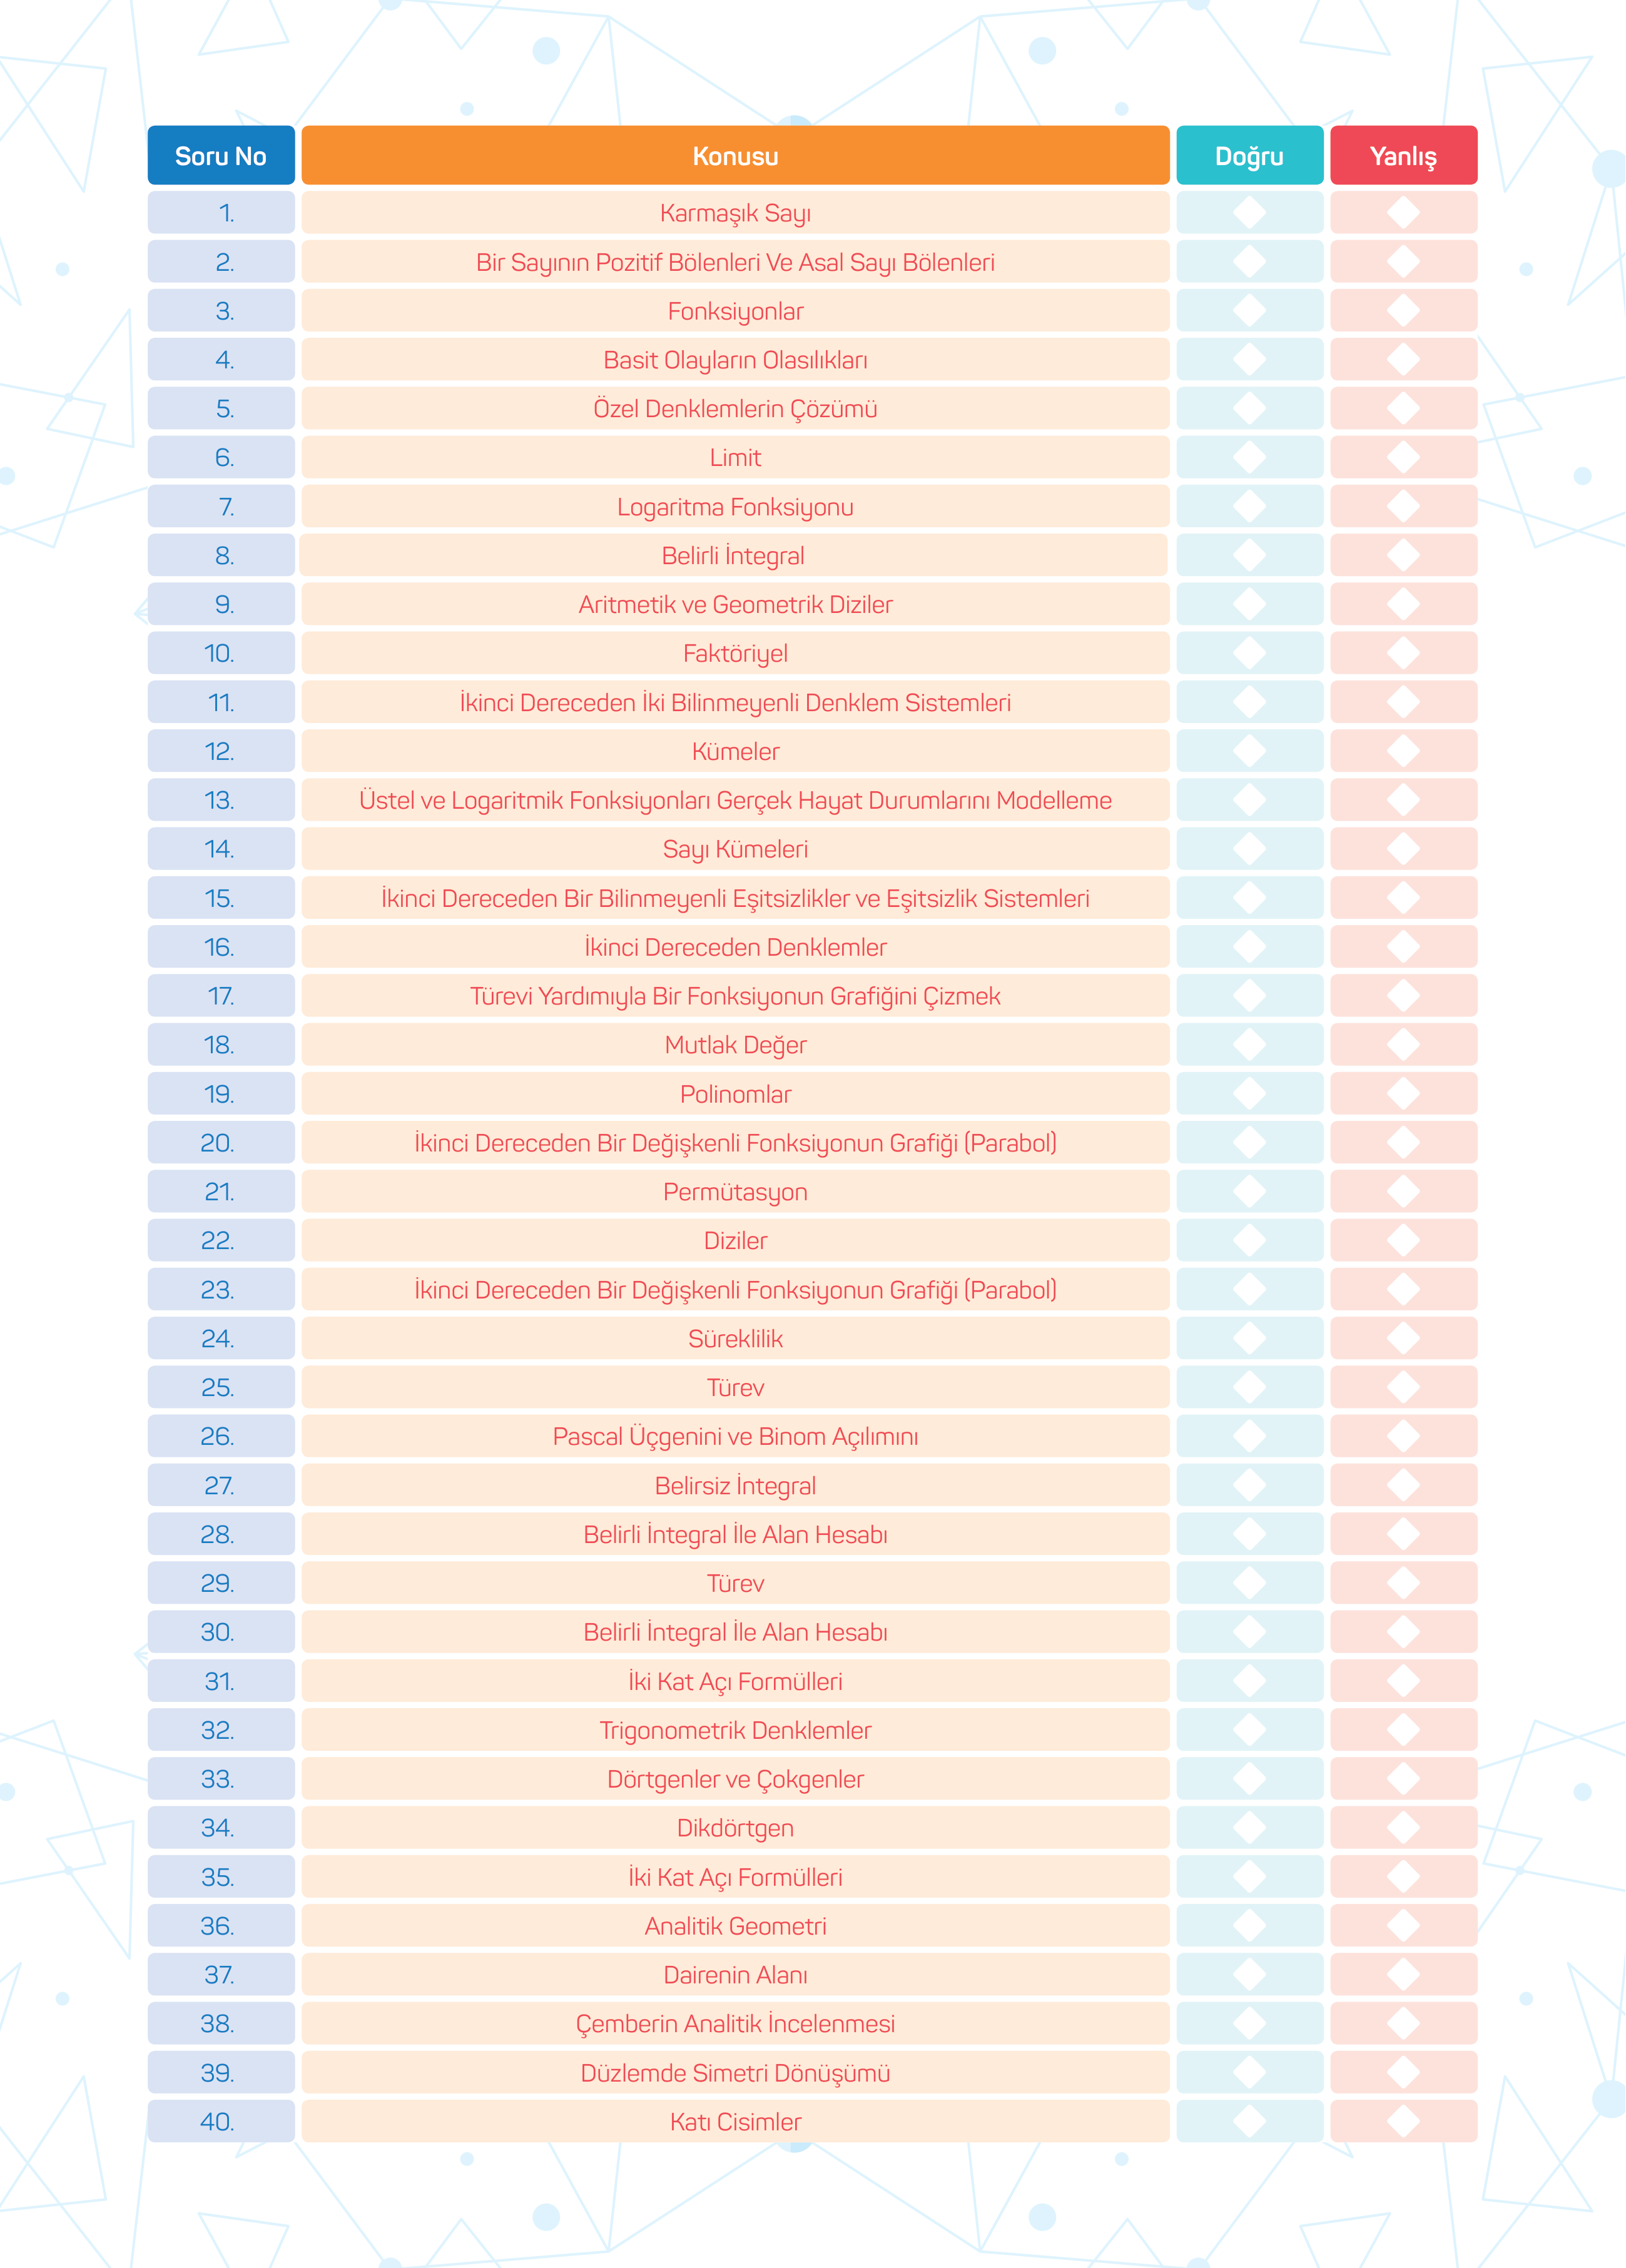 Soru No Konusu Doğru Yanlış
1. Karmaşık Sayı
2. Bir Sayının Pozitif Bölenleri Ve Asal Sayı Bölenleri
3. Fonksiyonlar
4. Basit Olayların Olasılıkları
5. Özel Denklemlerin Çözümü
6. Limit
7. Logaritma Fonksiyonu
8. Belirli İntegral
9. Aritmetik ve Geometrik Diziler
10. Faktöriyel
11. İkinci Dereceden İki Bilinmeyenli Denklem Sistemleri
12. Kümeler
13. Üstel ve Logaritmik Fonksiyonları Gerçek Hayat Durumlarını Modelleme
14. Sayı Kümeleri
15. İkinci Dereceden Bir Bilinmeyenli Eşitsizlikler ve Eşitsizlik Sistemleri
16. İkinci Dereceden Denklemler
17. Türevi Yardımıyla Bir Fonksiyonun Grafiğini Çizmek
18. Mutlak Değer
19. Polinomlar
20. İkinci Dereceden Bir Değişkenli Fonksiyonun Grafiği (Parabol)
21. Permütasyon
22. Diziler
23. İkinci Dereceden Bir Değişkenli Fonksiyonun Grafiği (Parabol)
24. Süreklilik
25. Türev
26. Pascal Üçgenini ve Binom Açılımını
27. Belirsiz İntegral
28. Belirli İntegral İle Alan Hesabı
29. Türev
30. Belirli İntegral İle Alan Hesabı
31. İki Kat Açı Formülleri
32. Trigonometrik Denklemler
33. Dörtgenler ve Çokgenler
34. Dikdörtgen
35. İki Kat Açı Formülleri
36. Analitik Geometri
37. Dairenin Alanı
38. Çemberin Analitik İncelenmesi
39. Düzlemde Simetri Dönüşümü
40. Katı Cisimler